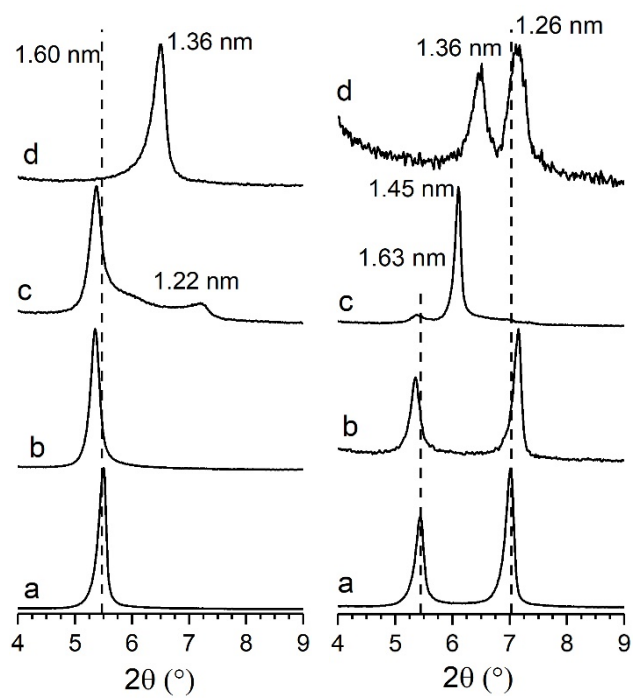 1.60 nm
1.36 nm
d
1.22 nm
c
b
a
4 5 6 7 8 9
2θ (°)
1.26 nm
1.36 nm
d
1.45 nm
1.63 nm
c
b
a
4 5 6 7 8 9
2θ (°)